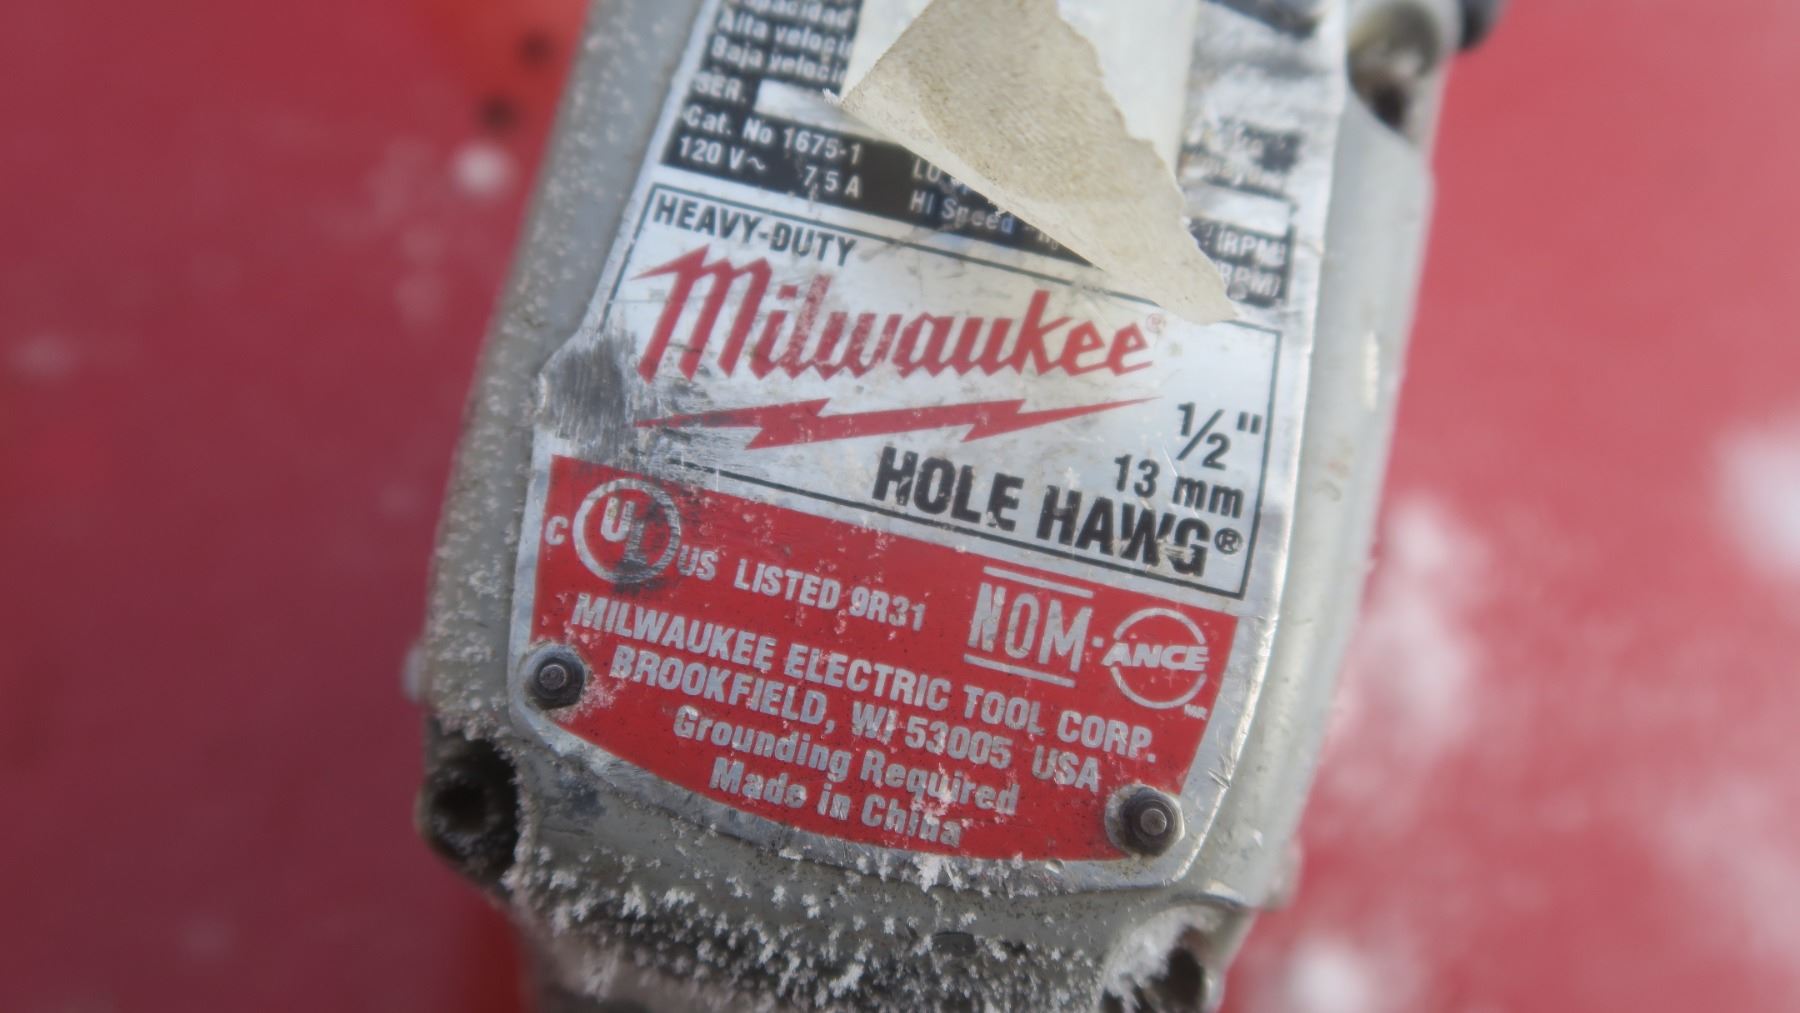 Alta
Baja
SER.
Cat. No 1675-1
120 V~ 7.5 A
HI Speed
(RPM)
HEAVY-DUTY
Milwaukee®
1/2"
13 mm
HOLE HAWG®
C UL US LISTED 9R31
NOM-ANCE
MILWAUKEE ELECTRIC TOOL CORP.
BROOKFIELD, WI 53005 USA
Grounding Required
Made in China